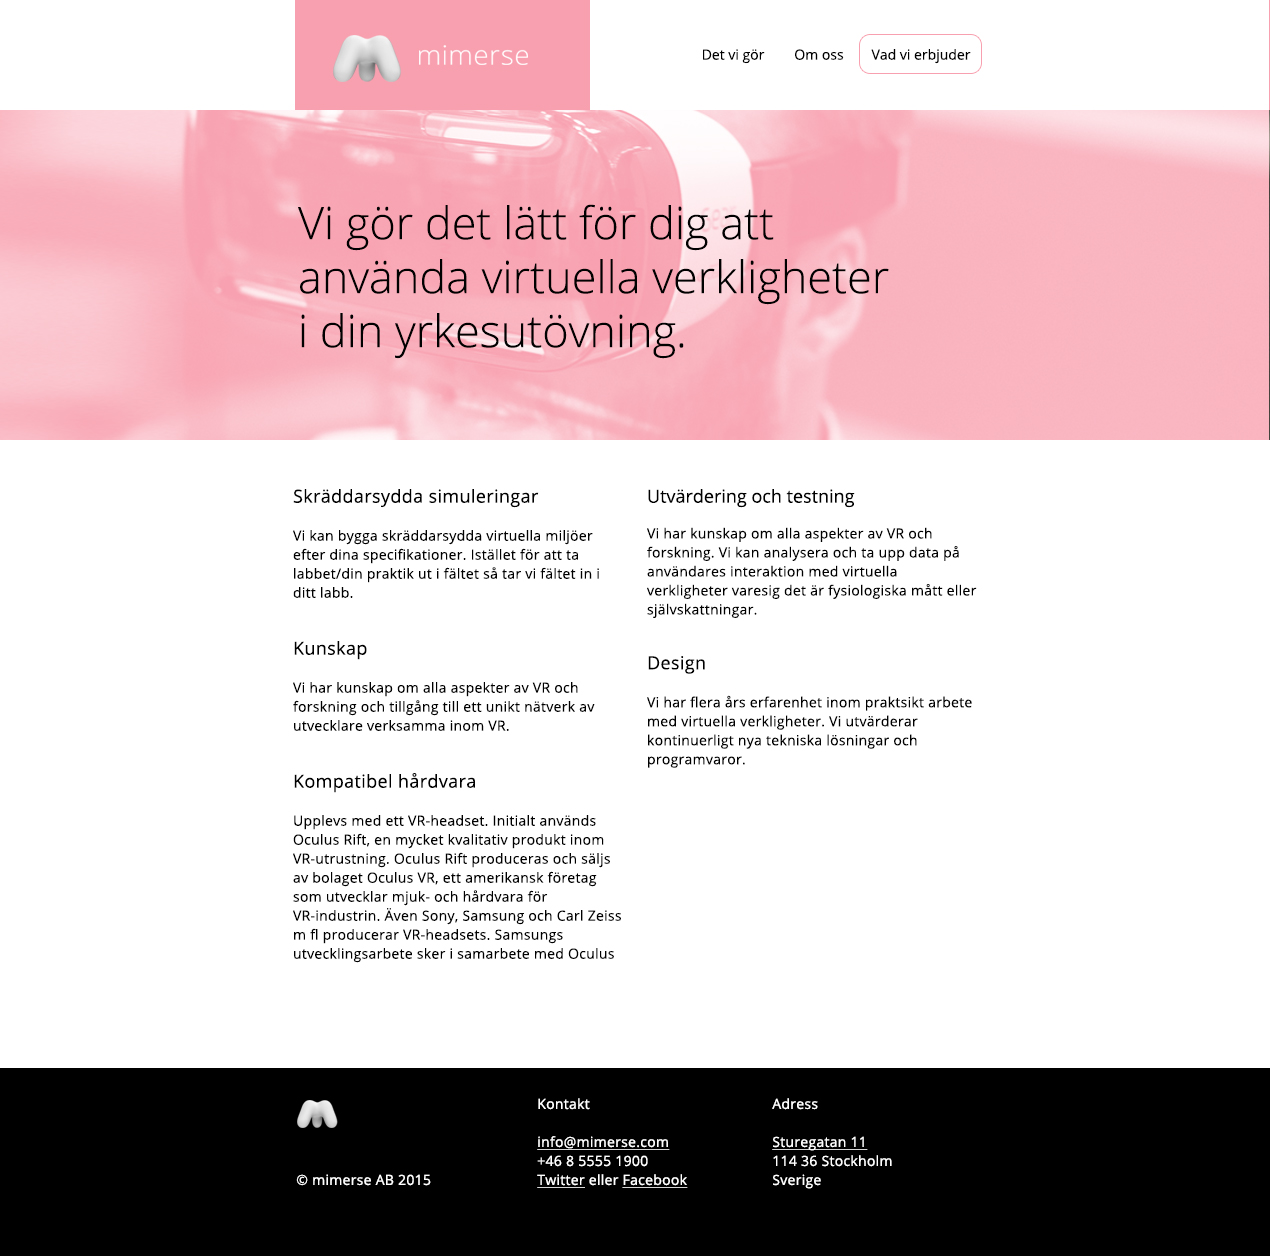 mimerse
Det vi gör
Om oss
Vad vi erbjuder
Vi gör det lätt för dig att
använda virtuella verkligheter
i din yrkesutövning.
Skräddarsydda simuleringar
Vi kan bygga skräddarsydda virtuella miljöer
efter dina specifikationer. Istället för att ta
labbet/din praktik ut i fältet så tar vi fältet in i
ditt labb.
Kunskap
Vi har kunskap om alla aspekter av VR och
forskning och tillgång till ett unikt nätverk av
utvecklare verksamma inom VR.
Kompatibel hårdvara
Upplevs med ett VR-headset. Initialt används
Oculus Rift, en mycket kvalitativ produkt inom
VR-utrustning. Oculus Rift produceras och säljs
av bolaget Oculus VR, ett amerikansk företag
som utvecklar mjuk- och hårdvara för
VR-industrin. Även Sony, Samsung och Carl Zeiss
m fl producerar VR-headsets. Samsungs
utvecklingsarbete sker i samarbete med Oculus
Utvärdering och testning
Vi har kunskap om alla aspekter av VR och
forskning. Vi kan analysera och ta upp data på
användares interaktion med virtuella
verkligheter varesig det är fysiologiska mått eller
självskattningar.
Design
Vi har flera års erfarenhet inom praktsikt arbete
med virtuella verkligheter. Vi utvärderar
kontinuerligt nya tekniska lösningar och
programvaror.
© mimerse AB 2015
Kontakt
info@mimerse.com
+46 8 5555 1900
Twitter eller Facebook
Adress
Sturegatan 11
114 36 Stockholm
Sverige